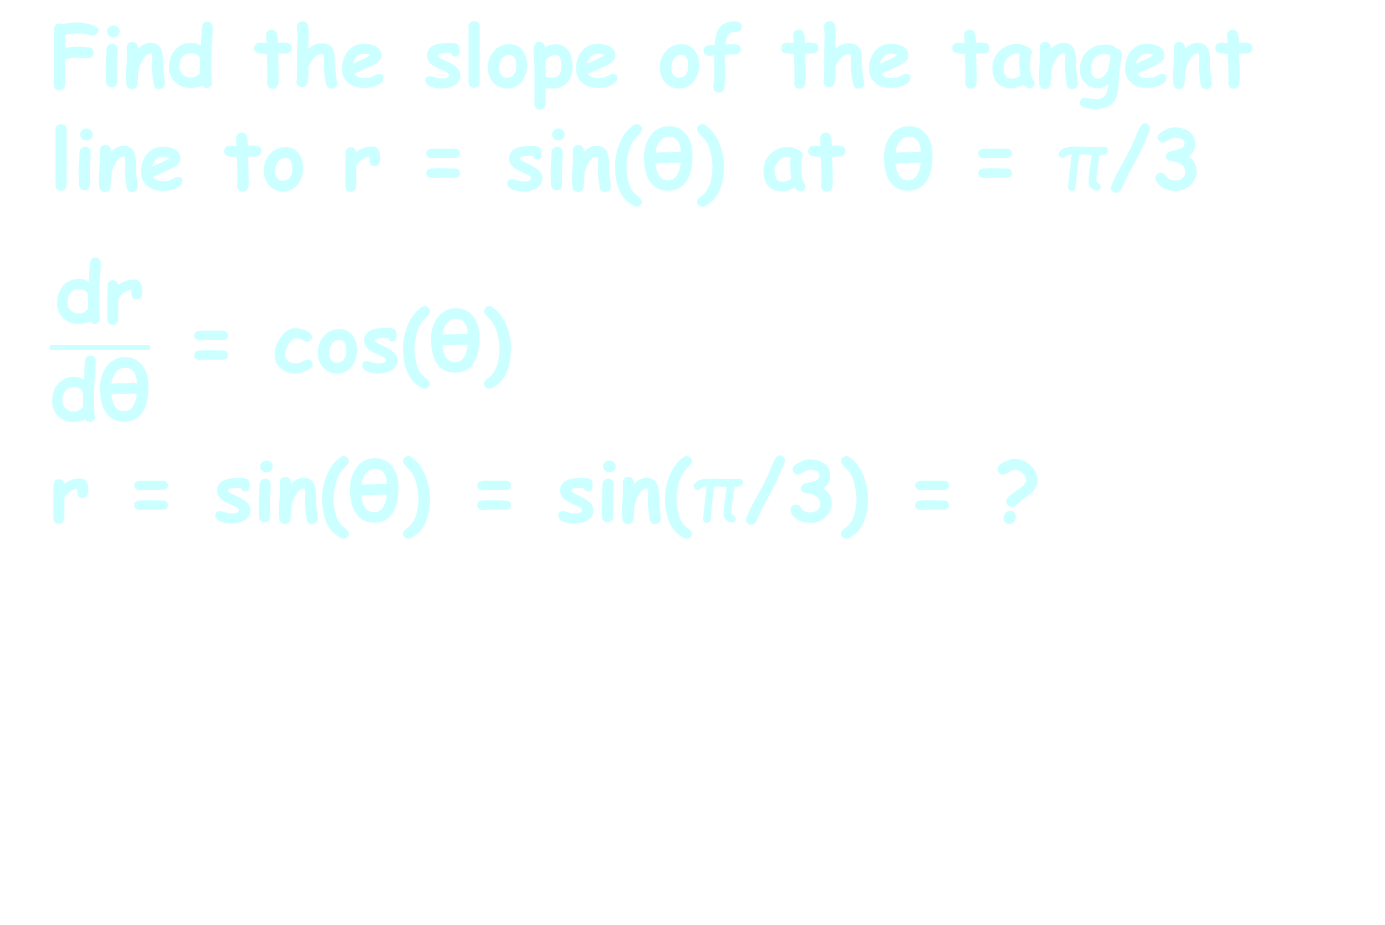 Find the slope of the tangent
line to r = sin(θ) at θ = π/3
dr
dθ
= cos(θ)
r = sin(θ) = sin(π/3) = ?